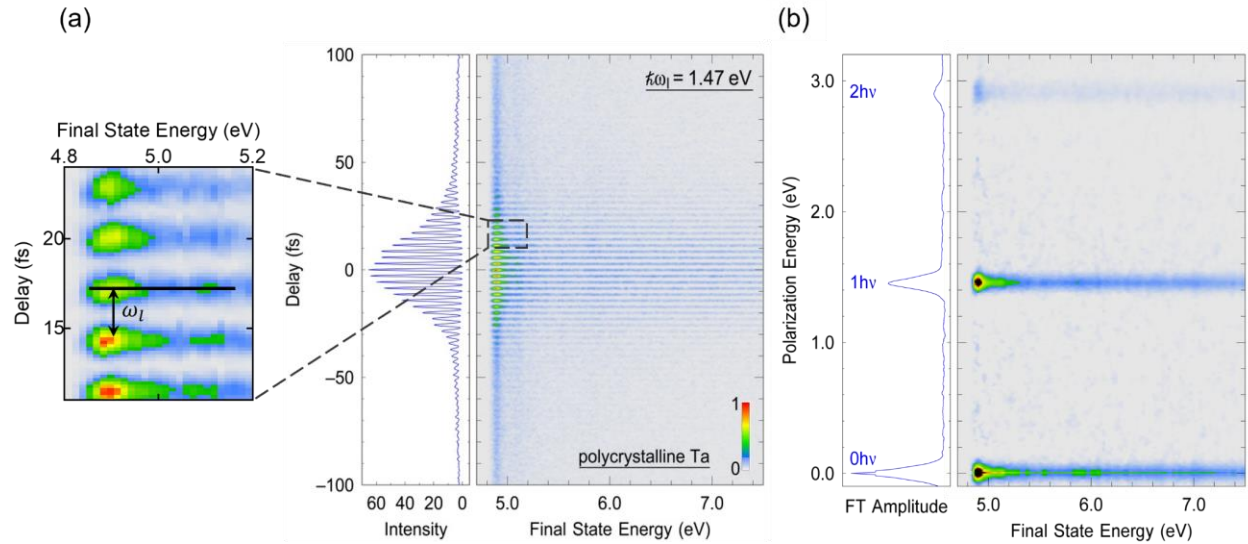 (a)
(b)
Final State Energy (eV)
4.8
5.0
5.2
Delay (fs)
20
15
ωl
100
50
0
−50
−100
Delay (fs)
60 40 20 0
Intensity
ℏωl = 1.47 eV
1
0
polycrystalline Ta
5.0 6.0 7.0
Final State Energy (eV)
2hν
1hν
0hν
FT Amplitude
Polarization Energy (eV)
3.0
2.0
1.0
0.0
5.0 6.0 7.0
Final State Energy (eV)